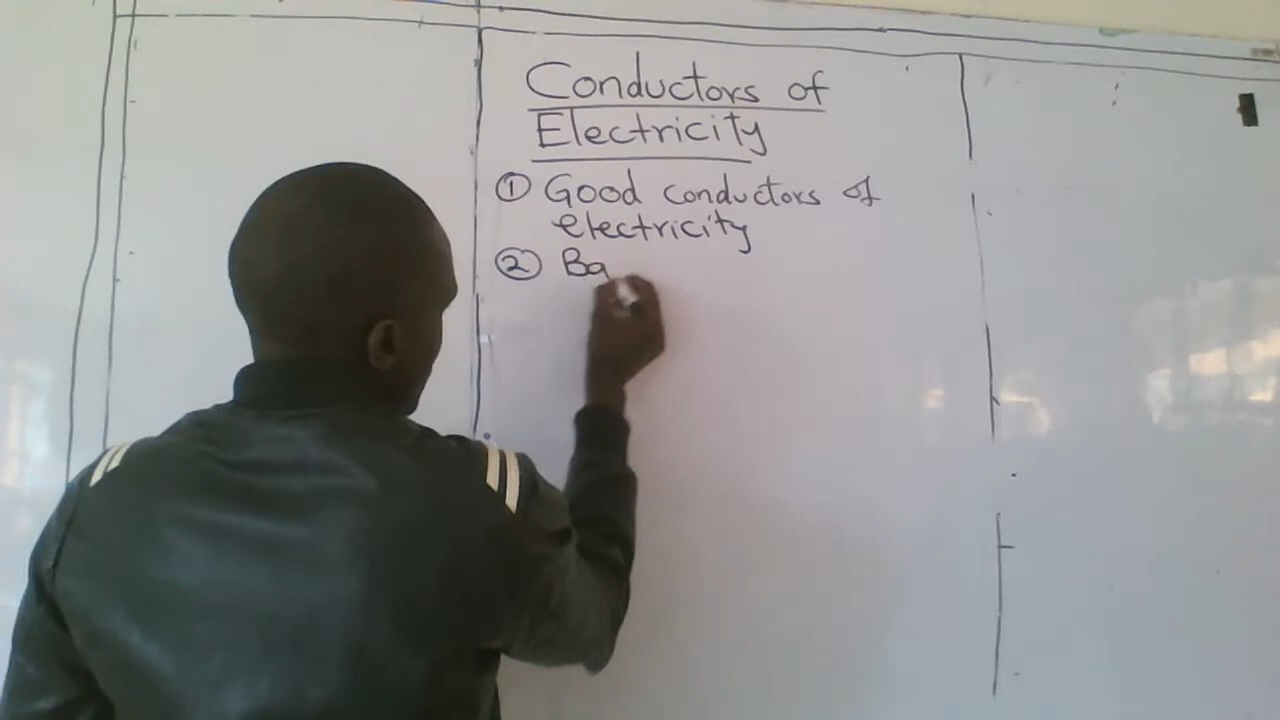 Conductors of
Electricity
① Good conductors of
electricity
② Ba